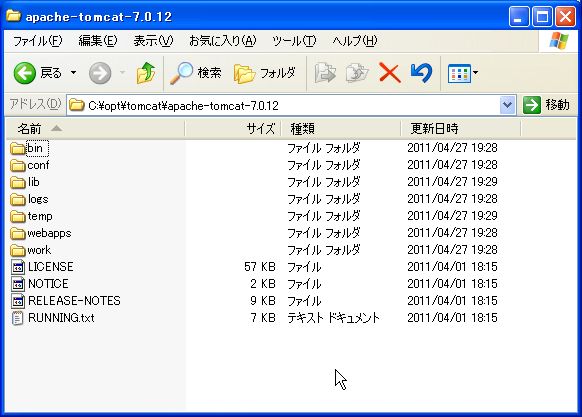 apache-tomcat-7.0.12
ファイル(F) 編集(E) 表示(V) お気に入り(A) ツール(T) ヘルプ(H)
戻る 検索 フォルダ
アドレス(D) C:¥opt¥tomcat¥apache-tomcat-7.0.12 移動
名前 サイズ 種類 更新日時
bin ファイル フォルダ 2011/04/27 19:28
conf ファイル フォルダ 2011/04/27 19:28
lib ファイル フォルダ 2011/04/27 19:29
logs ファイル フォルダ 2011/04/27 19:28
temp ファイル フォルダ 2011/04/27 19:29
webapps ファイル フォルダ 2011/04/27 19:28
work ファイル フォルダ 2011/04/27 19:28
LICENSE 57 KB ファイル 2011/04/01 18:15
NOTICE 2 KB ファイル 2011/04/01 18:15
RELEASE-NOTES 9 KB ファイル 2011/04/01 18:15
RUNNING.txt 7 KB テキスト ドキュメント 2011/04/01 18:15